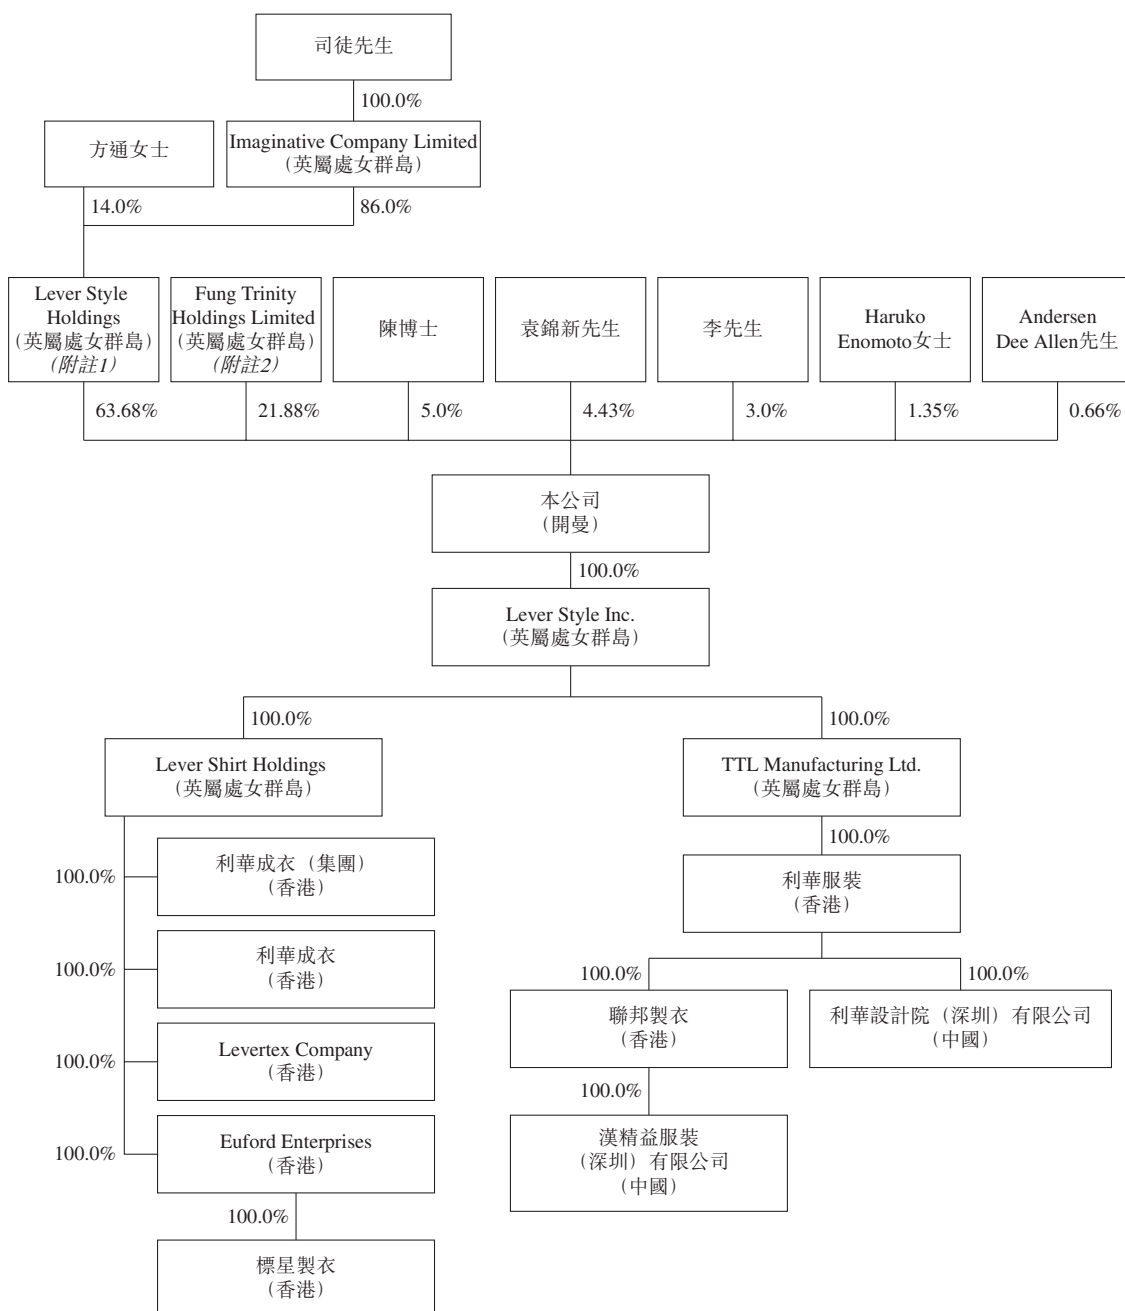 司徒先生
100.0%
方通女士
Imaginative Company Limited
（英屬處女群島）
14.0%
86.0%
Lever Style
Holdings
（英屬處女群島）
(附註1)
Fung Trinity
Holdings Limited
（英屬處女群島）
(附註2)
陳博士
袁錦新先生
李先生
Haruko
Enomoto女士
Andersen
Dee Allen先生
63.68%
21.88%
5.0%
4.43%
3.0%
1.35%
0.66%
本公司
（開曼）
100.0%
Lever Style Inc.
（英屬處女群島）
100.0%
100.0%
Lever Shirt Holdings
（英屬處女群島）
TTL Manufacturing Ltd.
（英屬處女群島）
100.0%
100.0%
利華成衣（集團）
（香港）
利華服裝
（香港）
100.0%
利華成衣
（香港）
100.0%
100.0%
聯邦製衣
（香港）
利華設計院（深圳）有限公司
（中國）
100.0%
Levertex Company
（香港）
100.0%
漢精益服裝
（深圳）有限公司
（中國）
100.0%
Euford Enterprises
（香港）
100.0%
標星製衣
（香港）